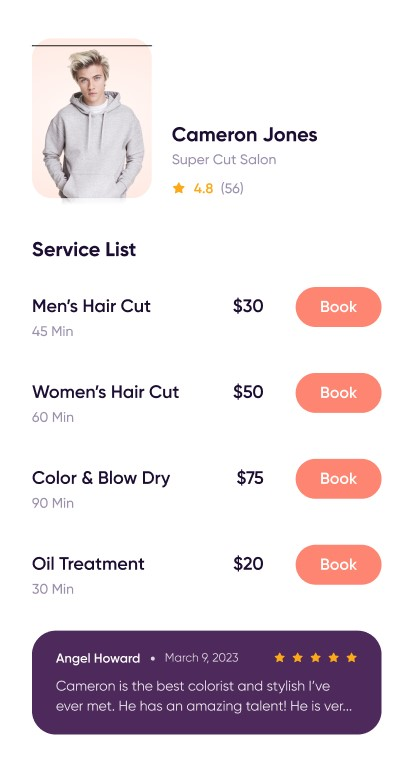 Cameron Jones
Super Cut Salon
4.8 (56)
Service List
Men’s Hair Cut $30 Book
45 Min
Women’s Hair Cut $50 Book
60 Min
Color & Blow Dry $75 Book
90 Min
Oil Treatment $20 Book
30 Min
Angel Howard • March 9, 2023
Cameron is the best colorist and stylish I’ve
ever met. He has an amazing talent! He is ver...